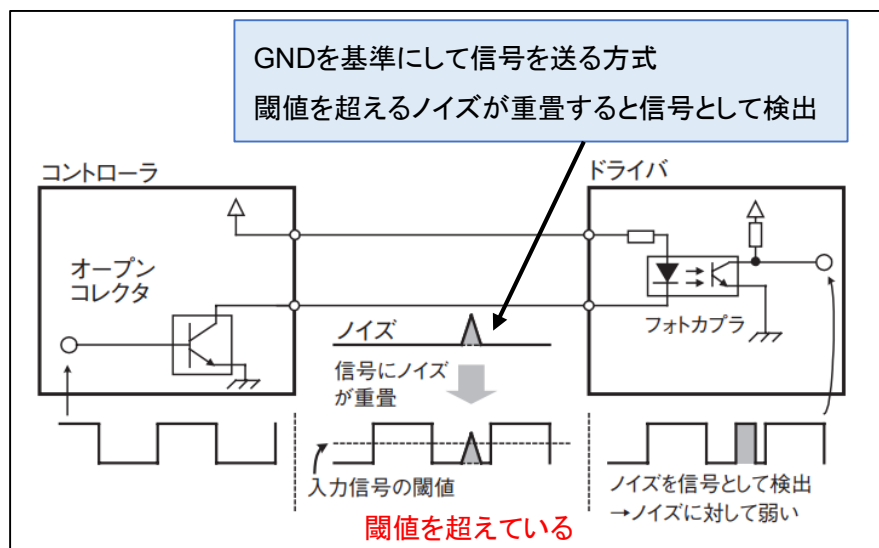 GNDを基準にして信号を送る方式
閾値を超えるノイズが重畳すると信号として検出
コントローラ
ドライバ
オープン
コレクタ
フォトカプラ
ノイズ
信号にノイズ
が重畳
入力信号の閾値
ノイズを信号として検出
→ノイズに対して弱い
閾値を超えている